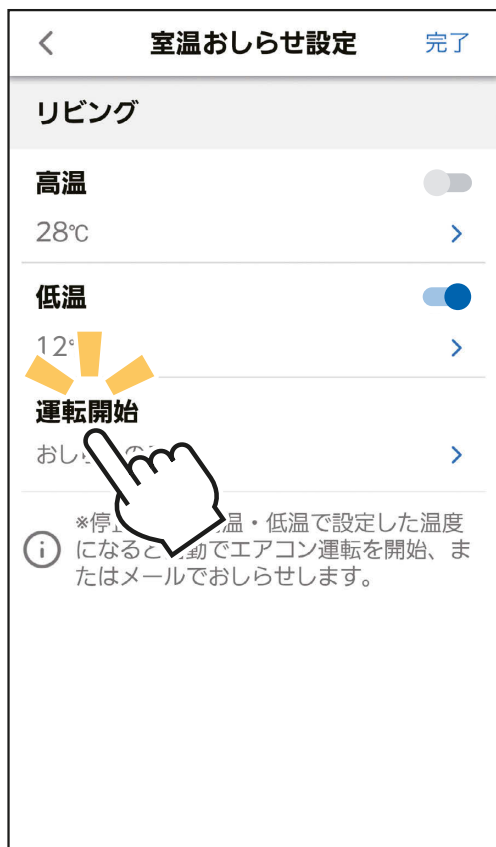 室温おしらせ設定 完了
リビング
高温
28℃
低温
12°
運転開始
おし
※停 温・低温で設定した温度
になると 動でエアコン運転を開始、ま
たはメールでおしらせします。